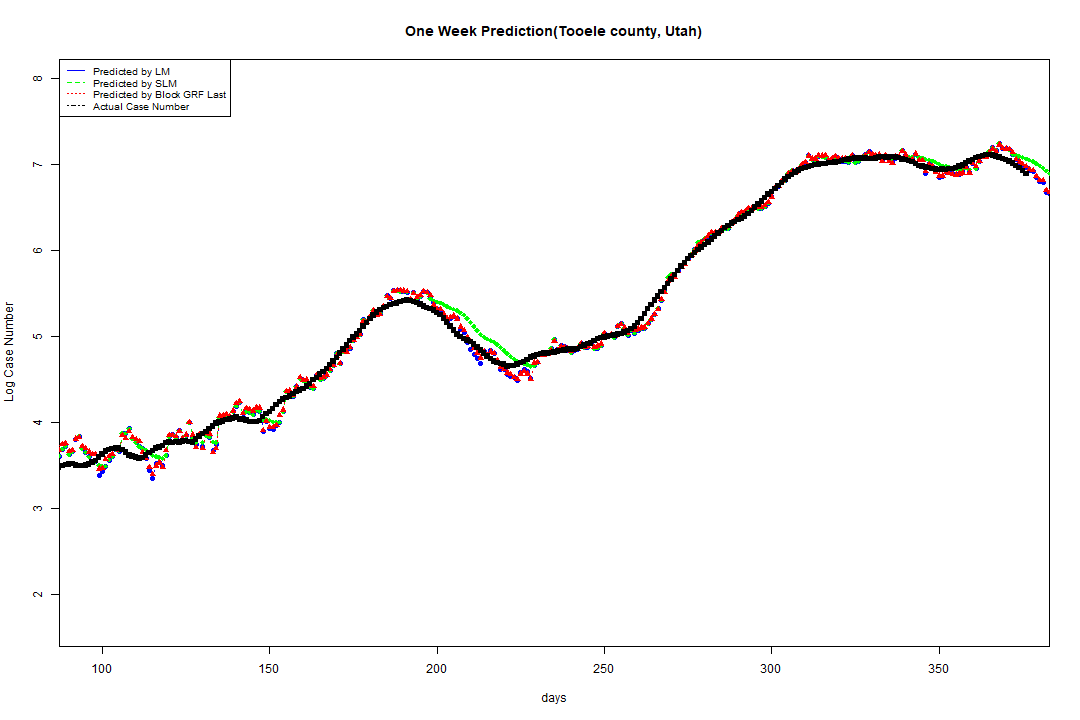 One Week Prediction(Tooele county, Utah)
Predicted by LM
Predicted by SLM
Predicted by Block GRF Last
Actual Case Number
8
7
6
5
4
3
2
Log Case Number
100 150 200 250 300 350
days